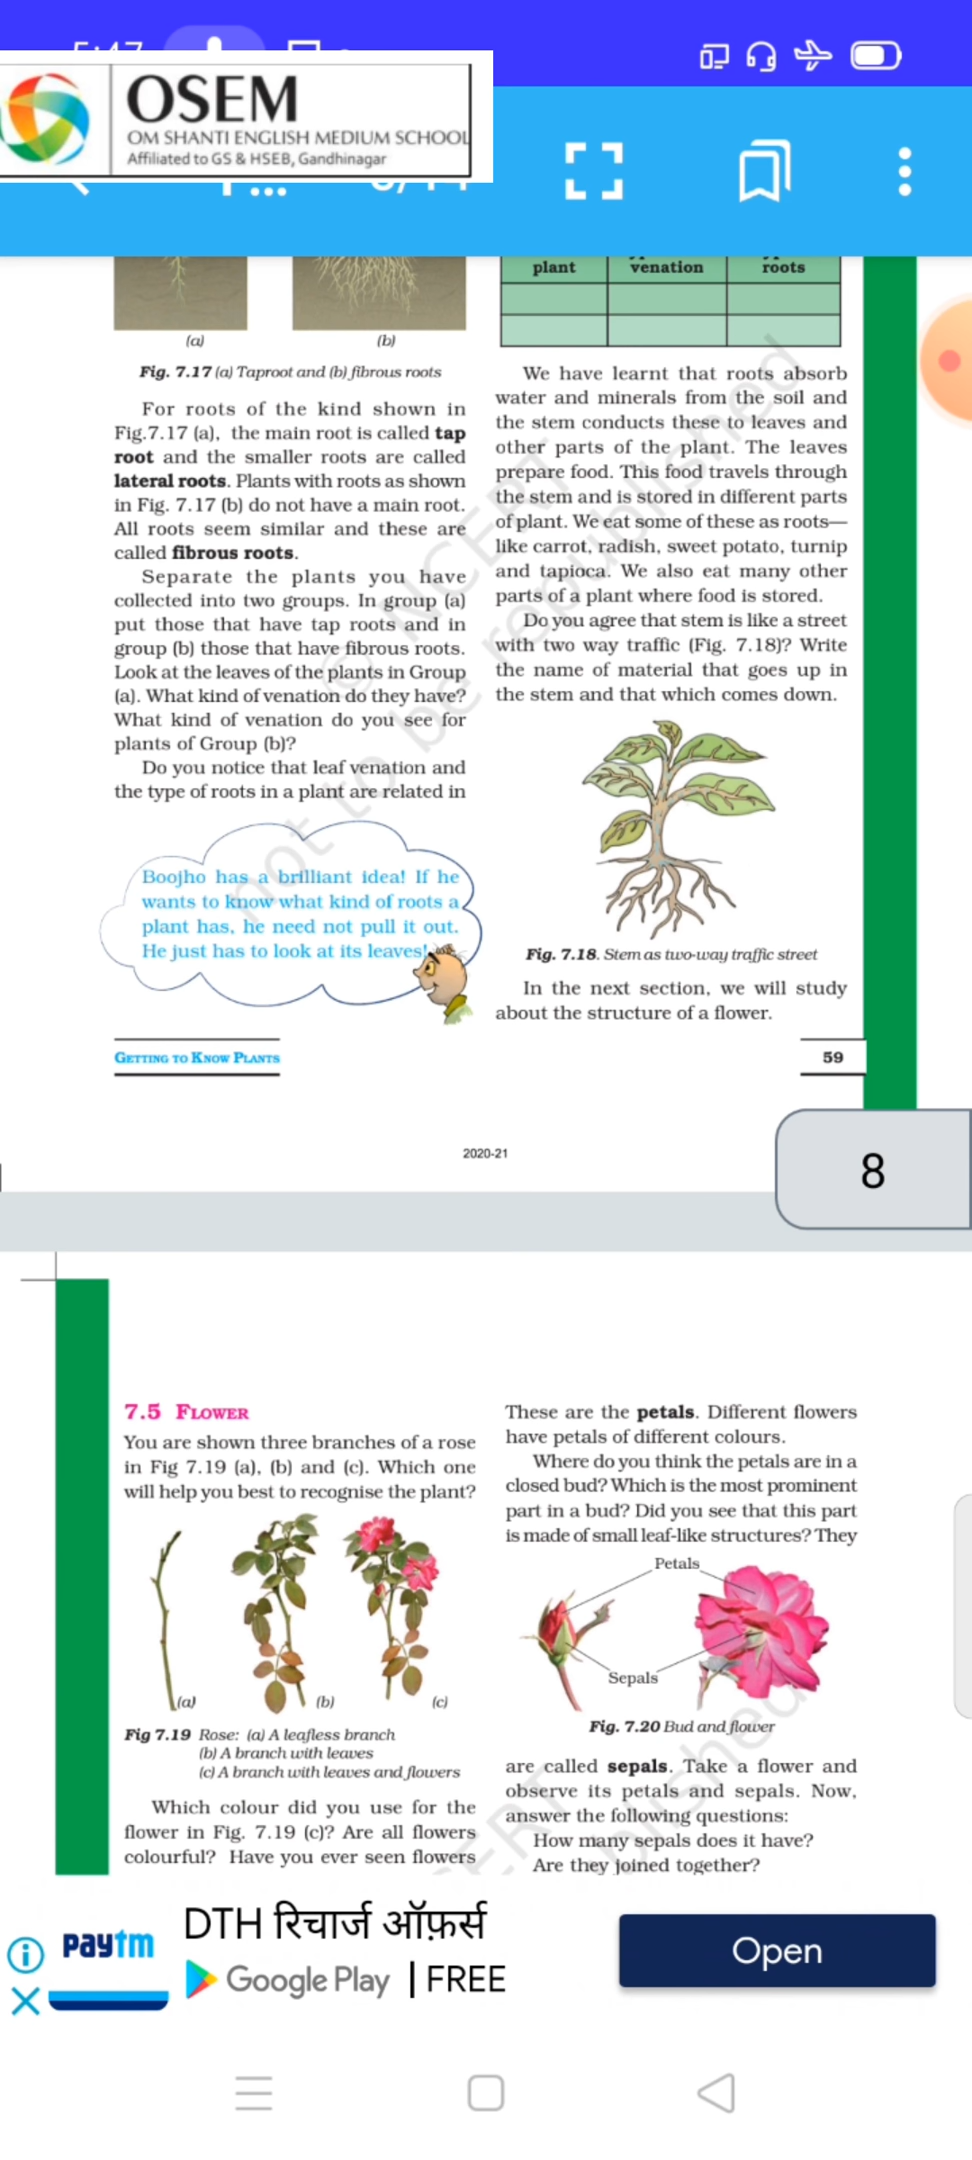 OSEM
OM SHANTI ENGLISH MEDIUM SCHOOL
Affiliated to GS & HSEB, Gandhinagar
plant venation roots
(a) (b)
Fig. 7.17 (a) Taproot and (b) fibrous roots
For roots of the kind shown in
Fig.7.17 (a), the main root is called tap
root and the smaller roots are called
lateral roots. Plants with roots as shown
in Fig. 7.17 (b) do not have a main root.
All roots seem similar and these are
called fibrous roots.
Separate the plants you have
collected into two groups. In group (a)
put those that have tap roots and in
group (b) those that have fibrous roots.
Look at the leaves of the plants in Group
(a). What kind of venation do they have?
What kind of venation do you see for
plants of Group (b)?
Do you notice that leaf venation and
the type of roots in a plant are related in
Boojho has a brilliant idea! If he
wants to know what kind of roots a
plant has, he need not pull it out.
He just has to look at its leaves!
We have learnt that roots absorb
water and minerals from the soil and
the stem conducts these to leaves and
other parts of the plant. The leaves
prepare food. This food travels through
the stem and is stored in different parts
of plant. We eat some of these as roots—
like carrot, radish, sweet potato, turnip
and tapioca. We also eat many other
parts of a plant where food is stored.
Do you agree that stem is like a street
with two way traffic (Fig. 7.18)? Write
the name of material that goes up in
the stem and that which comes down.
Fig. 7.18. Stem as two-way traffic street
In the next section, we will study
about the structure of a flower.
GETTING TO KNOW PLANTS
59
2020-21
8
© NCERT
not to be republished
7.5 FLOWER
You are shown three branches of a rose
in Fig 7.19 (a), (b) and (c). Which one
will help you best to recognise the plant?
(a) (b) (c)
Fig 7.19 Rose: (a) A leafless branch
(b) A branch with leaves
(c) A branch with leaves and flowers
Which colour did you use for the
flower in Fig. 7.19 (c)? Are all flowers
colourful? Have you ever seen flowers
These are the petals. Different flowers
have petals of different colours.
Where do you think the petals are in a
closed bud? Which is the most prominent
part in a bud? Did you see that this part
is made of small leaf-like structures? They
Petals
Sepals
Fig. 7.20 Bud and flower
are called sepals. Take a flower and
observe its petals and sepals. Now,
answer the following questions:
How many sepals does it have?
Are they joined together?
paytm
DTH रिचार्ज ऑफ़र्स
Google Play | FREE
Open